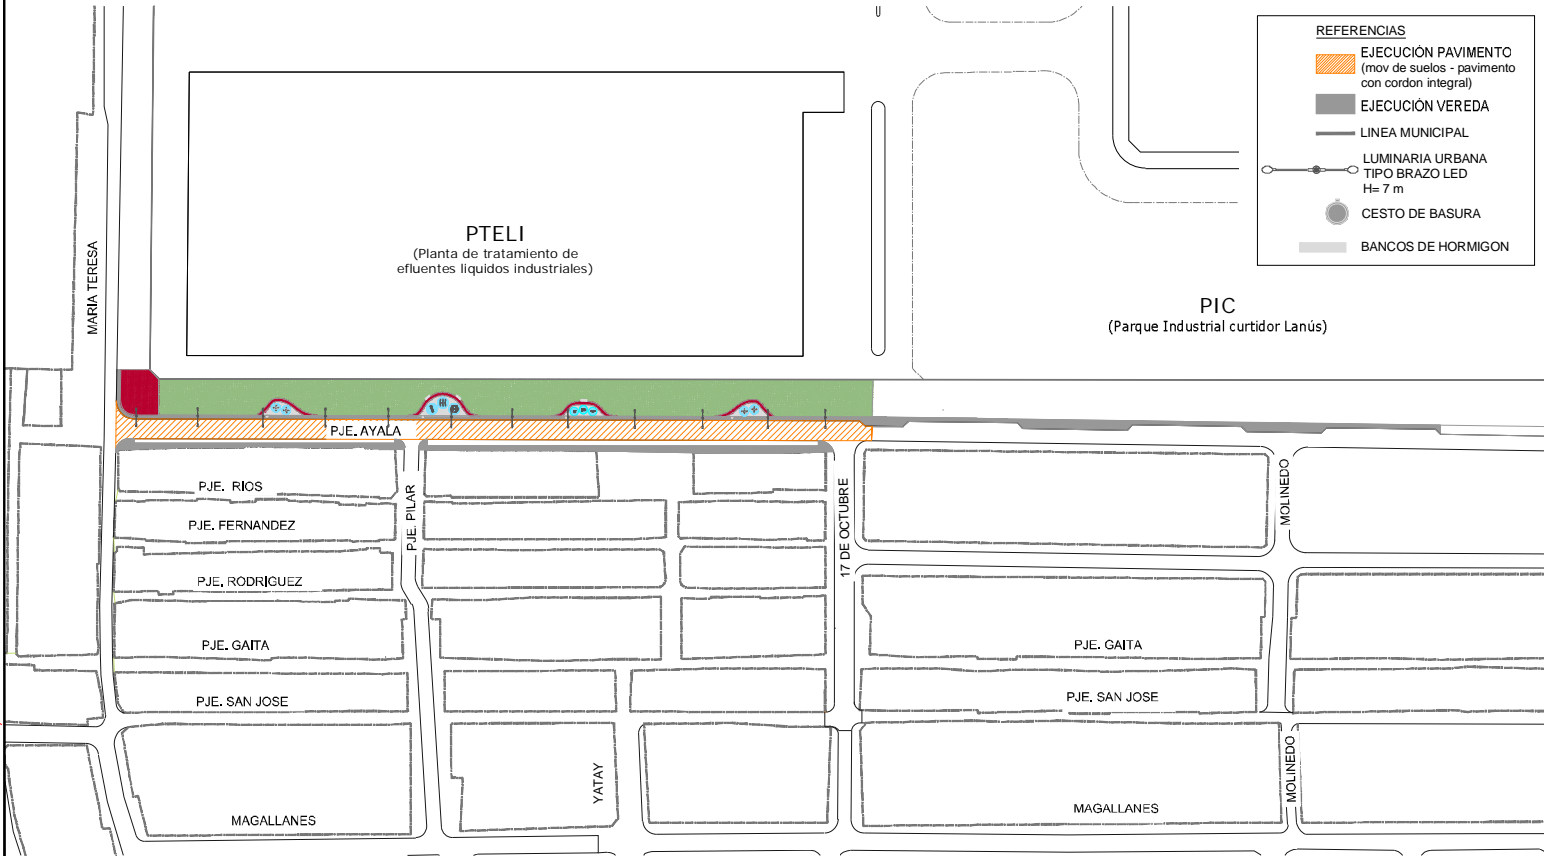 REFERENCIAS
EJECUCIÓN PAVIMENTO
(mov de suelos - pavimento
con cordon integral)
EJECUCIÓN VEREDA
LINEA MUNICIPAL
LUMINARIA URBANA
TIPO BRAZO LED
H= 7 m
CESTO DE BASURA
BANCOS DE HORMIGON
PTELI
(Planta de tratamiento de
efluentes liquidos industriales)
MARIA TERESA
PIC
(Parque Industrial curtidor Lanús)
PJE. AYALA
PJE. RIOS
PJE. FERNANDEZ
PJE. PILAR
17 DE OCTUBRE
MOLINEDO
PJE. RODRIGUEZ
PJE. GAITA
PJE. GAITA
PJE. SAN JOSE
PJE. SAN JOSE
YATAY
MOLINEDO
MAGALLANES
MAGALLANES